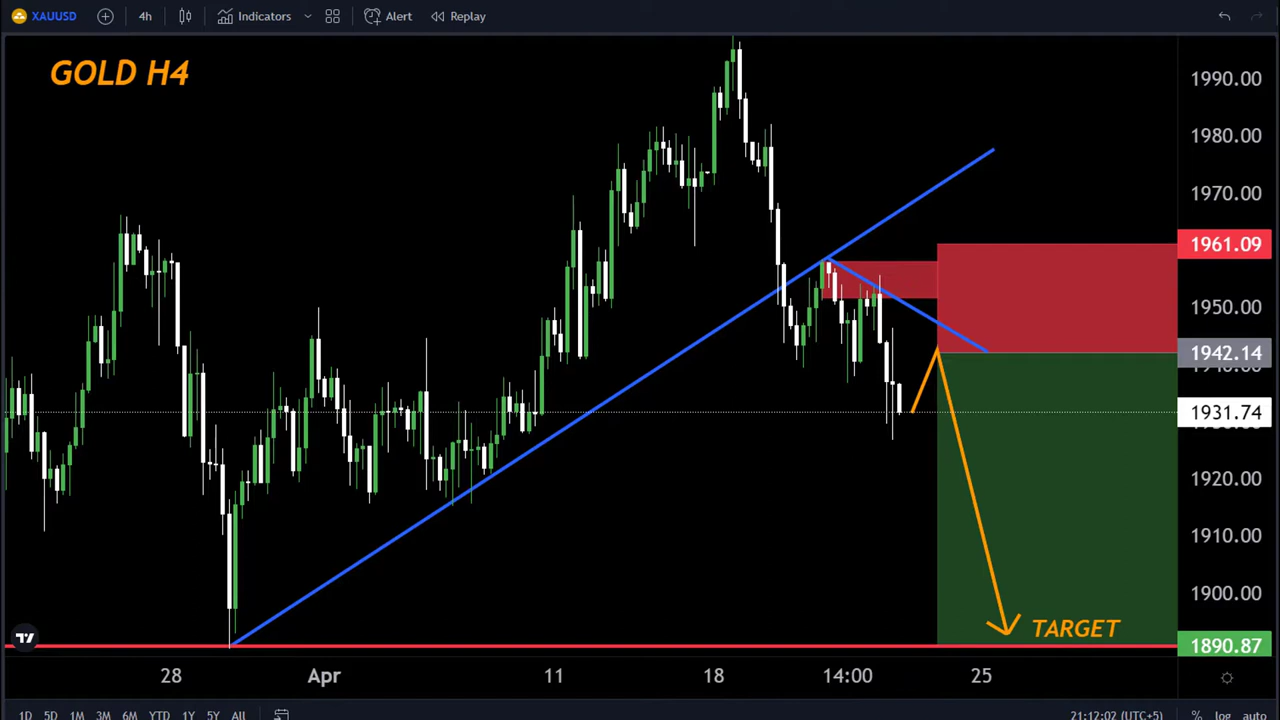 XAUUSD 4h Indicators Alert Replay
GOLD H4
1990.00
1980.00
1970.00
1961.09
1950.00
1942.14
1931.74
1920.00
1910.00
1900.00
TARGET
1890.87
28 Apr 11 18 14:00 25
1D 5D 1M 3M 6M YTD 1Y 5Y All 21:12:02 (UTC+5) % log auto